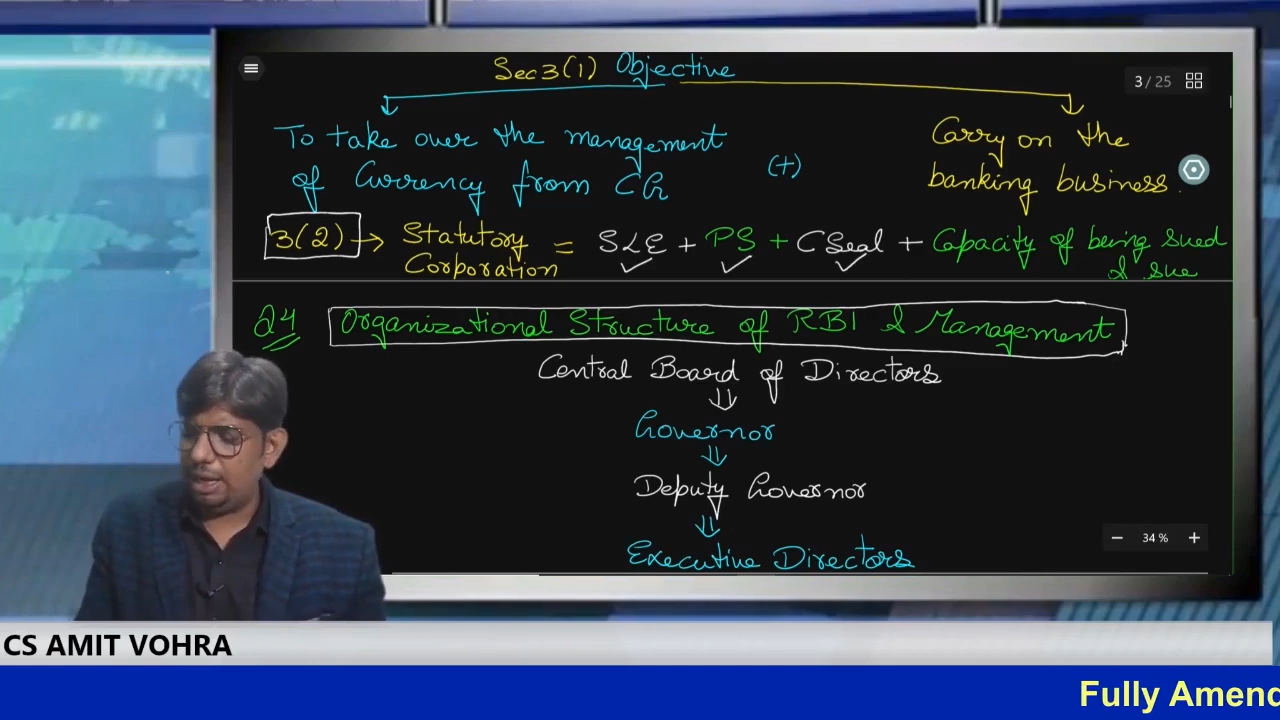 Sec 3(1) Objective
3 / 25
To take over the management
of Currency from CG
(+)
Carry on the
banking business.
3(2) → Statutory
Corporation = SLE + PS + C Seal + Capacity of being Sued
& Sue
Q4 Organizational Structure of RBI & Management
Central Board of Directors
Governor
Deputy Governor
Executive Directors
34 %
CS AMIT VOHRA
Fully Amend